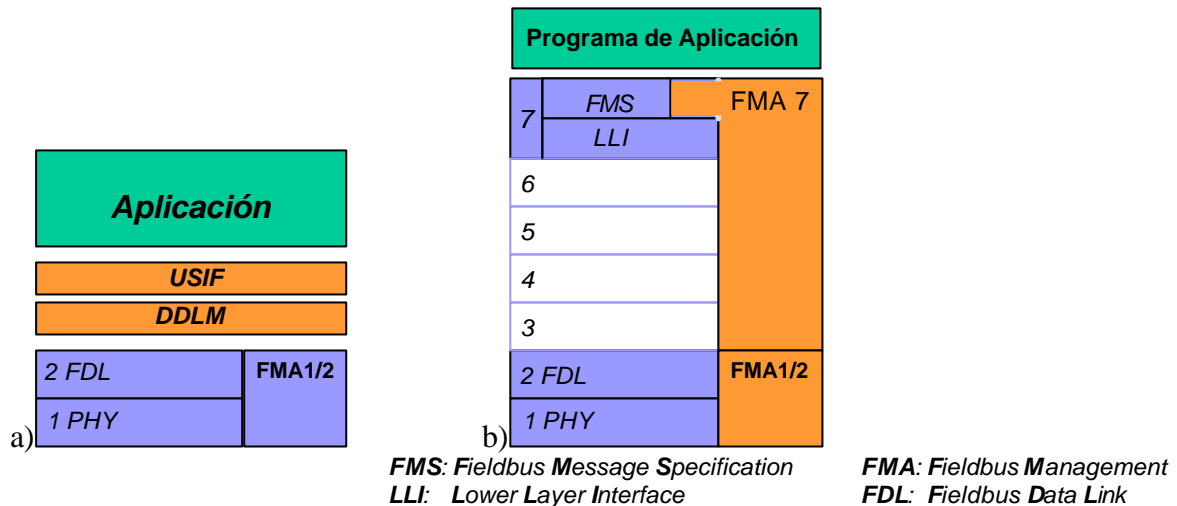 Aplicación
USIF
DDLM
2 FDL
FMA1/2
1 PHY
a)
Programa de Aplicación
7
FMS
FMA 7
LLI
6
5
4
3
2 FDL
FMA1/2
1 PHY
b)
FMS: Fieldbus Message Specification
FMA: Fieldbus Management
LLI: Lower Layer Interface
FDL: Fieldbus Data Link